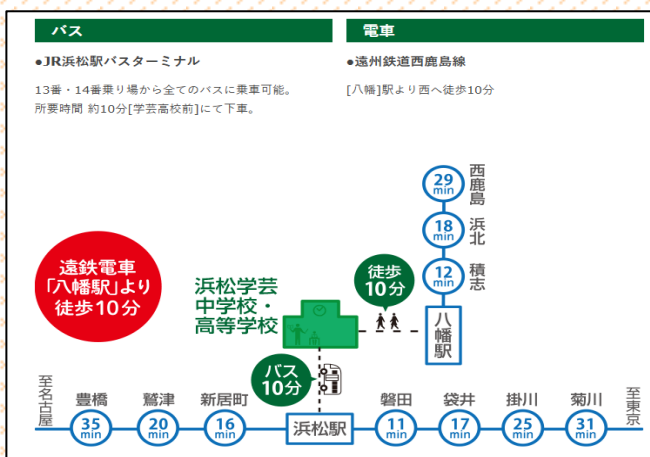 バス
●JR浜松駅バスターミナル
13番・14番乗り場から全てのバスに乗車可能。
所要時間 約10分[学芸高校前]にて下車。
電車
●遠州鉄道西鹿島線
[八幡]駅より西へ徒歩10分
29
min
西鹿島
18
min
浜北
12
min
積志
遠鉄電車
「八幡駅」より
徒歩10分
浜松学芸
中学校・
高等学校
徒歩
10分
八幡駅
バス
10分
至名古屋
豊橋
35
min
鷲津
20
min
新居町
16
min
浜松駅
磐田
11
min
袋井
17
min
掛川
25
min
菊川
31
min
至東京